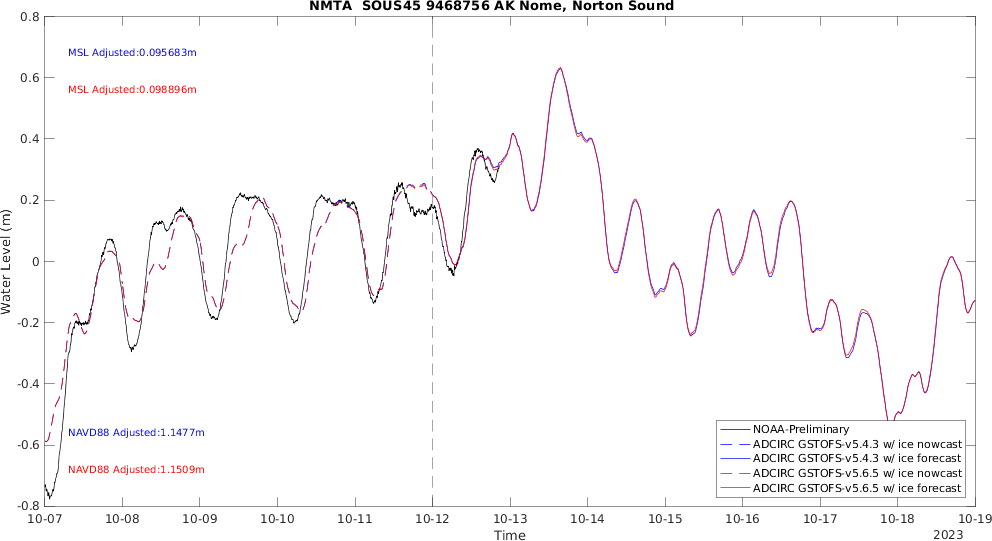 NMTA SOUS45 9468756 AK Nome, Norton Sound
0.8
0.6
0.4
0.2
0
-0.2
-0.4
-0.6
-0.8
Water Level (m)
MSL Adjusted:0.095683m
MSL Adjusted:0.098896m
NAVD88 Adjusted:1.1477m
NAVD88 Adjusted:1.1509m
NOAA-Preliminary
ADCIRC GSTOFS-v5.4.3 w/ ice nowcast
ADCIRC GSTOFS-v5.4.3 w/ ice forecast
ADCIRC GSTOFS-v5.6.5 w/ ice nowcast
ADCIRC GSTOFS-v5.6.5 w/ ice forecast
10-07 10-08 10-09 10-10 10-11 10-12 10-13 10-14 10-15 10-16 10-17 10-18 10-19
Time
2023